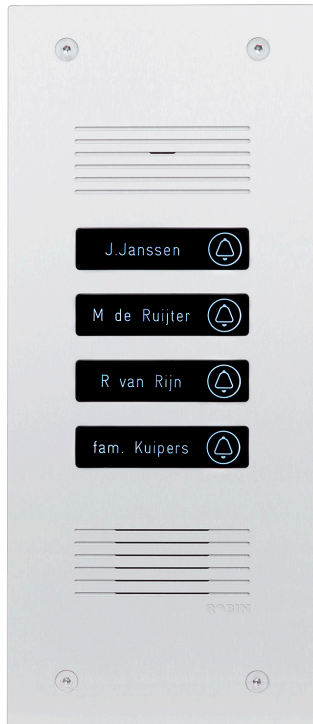 J.Janssen
M de Ruijter
R van Rijn
fam. Kuipers
ROBIN